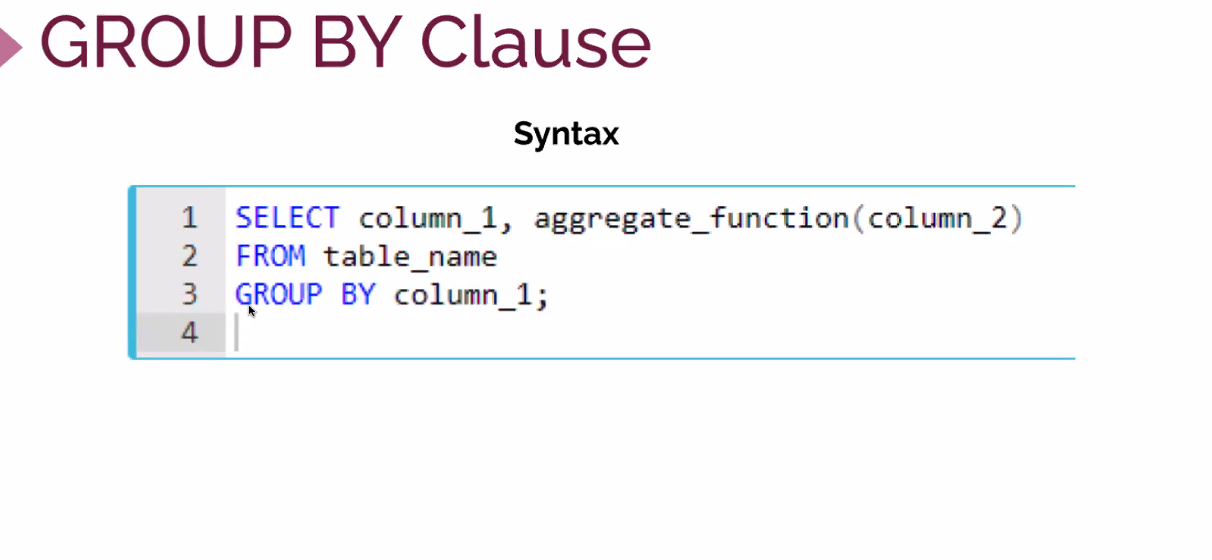 GROUP BY Clause
Syntax
1 SELECT column_1, aggregate_function(column_2)
2 FROM table_name
3 GROUP BY column_1;
4